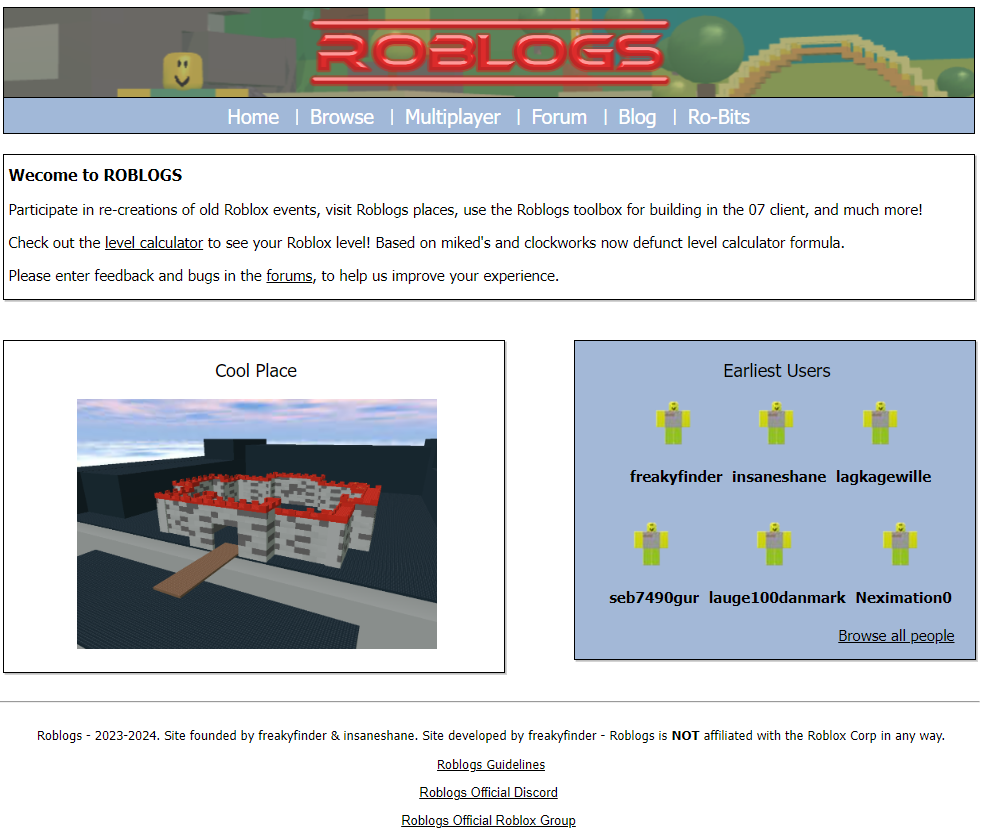 ROBLOGS
Home | Browse | Multiplayer | Forum | Blog | Ro-Bits
Wecome to ROBLOGS
Participate in re-creations of old Roblox events, visit Roblogs places, use the Roblogs toolbox for building in the 07 client, and much more!
Check out the level calculator to see your Roblox level! Based on miked's and clockworks now defunct level calculator formula.
Please enter feedback and bugs in the forums, to help us improve your experience.
Cool Place
Earliest Users
freakyfinder insaneshane lagkagewille
seb7490gur lauge100danmark Neximation0
Browse all people
Roblogs - 2023-2024. Site founded by freakyfinder & insaneshane. Site developed by freakyfinder - Roblogs is NOT affiliated with the Roblox Corp in any way.
Roblogs Guidelines
Roblogs Official Discord
Roblogs Official Roblox Group